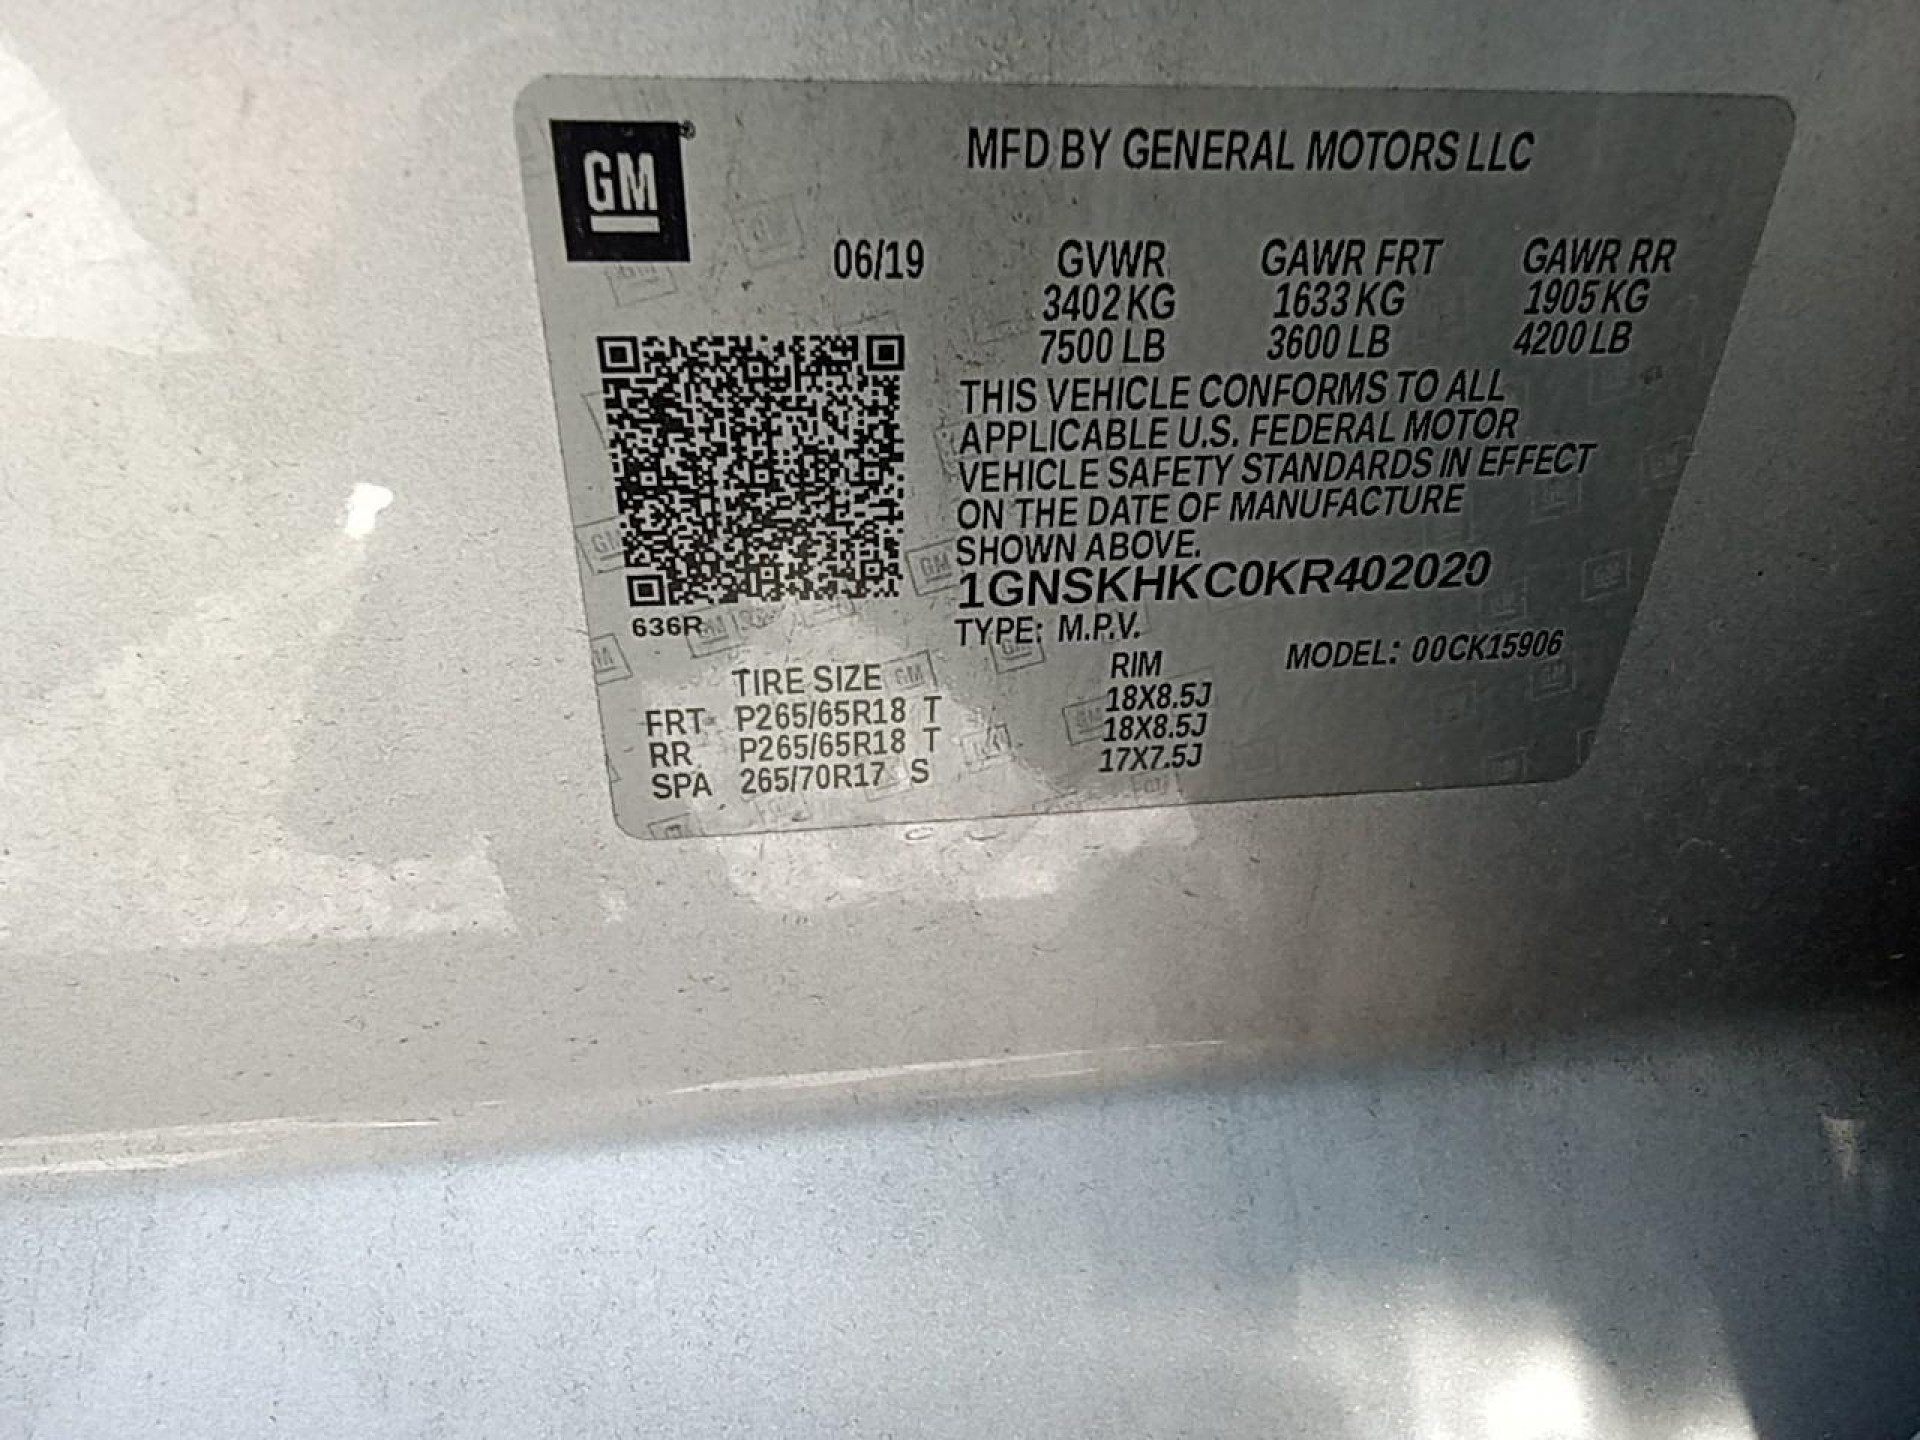 GM®
MFD BY GENERAL MOTORS LLC
06/19 GVWR GAWR FRT GAWR RR
3402 KG 1633 KG 1905 KG
7500 LB 3600 LB 4200 LB
THIS VEHICLE CONFORMS TO ALL
APPLICABLE U.S. FEDERAL MOTOR
VEHICLE SAFETY STANDARDS IN EFFECT
ON THE DATE OF MANUFACTURE
SHOWN ABOVE.
1GNSKHKC0KR402020
636R
TYPE: M.P.V. MODEL: 00CK15906
TIRE SIZE RIM
FRT P265/65R18 T 18X8.5J
RR P265/65R18 T 18X8.5J
SPA 265/70R17 S 17X7.5J